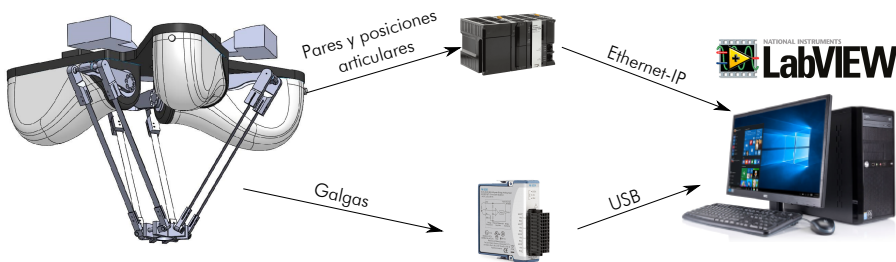 Pares y posiciones
articulares
Ethernet-IP
NATIONAL INSTRUMENTS
LabVIEW
Galgas
USB